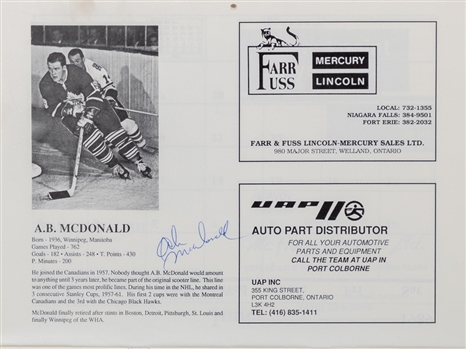 A.B. MCDONALD
Born - 1936, Winnipeg, Manitoba
Games Played - 762
Goals - 182 • Assists - 248 • T. Points - 430
P. Minutes - 200
He joined the Canadians in 1957. Nobody thought A.B. McDonald would amount
to anything until 3 years later, he became part of the original scooter line. This line
was one of the games most prolific lines. During his time in the NHL, he shared in
3 consecutive Stanley Cups, 1957-61. His first 2 cups were with the Montreal
Canadians and the 3rd with the Chicago Black Hawks.
McDonald finally retired after stints in Boston, Detroit, Pittsburgh, St. Louis and
finally Winnipeg of the WHA.
FARR
FUSS
MERCURY
LINCOLN
LOCAL: 732-1355
NIAGARA FALLS: 384-9501
FORT ERIE: 382-2032
FARR & FUSS LINCOLN-MERCURY SALES LTD.
980 MAJOR STREET, WELLAND, ONTARIO
UAP
AUTO PART DISTRIBUTOR
FOR ALL YOUR AUTOMOTIVE
PARTS AND EQUIPMENT
CALL THE TEAM AT UAP IN
PORT COLBORNE
UAP INC
355 KING STREET,
PORT COLBORNE, ONTARIO
L3K 4H2
TEL: (416) 835-1411